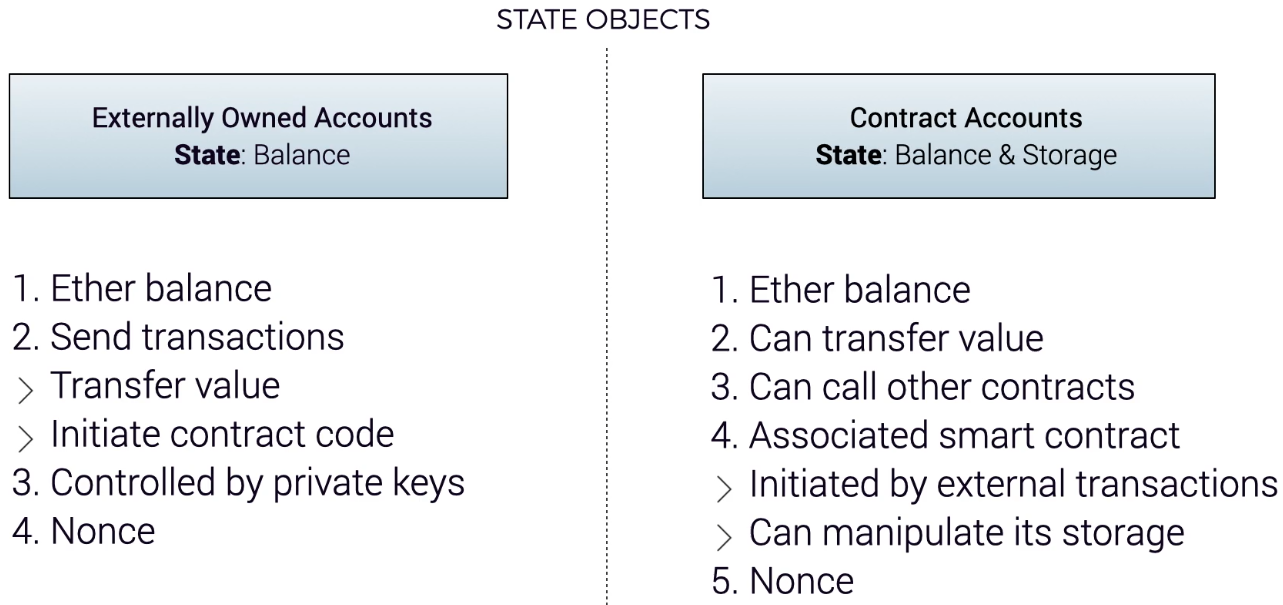 STATE OBJECTS
Externally Owned Accounts
State: Balance
1. Ether balance
2. Send transactions
> Transfer value
> Initiate contract code
3. Controlled by private keys
4. Nonce
Contract Accounts
State: Balance & Storage
1. Ether balance
2. Can transfer value
3. Can call other contracts
4. Associated smart contract
> Initiated by external transactions
> Can manipulate its storage
5. Nonce